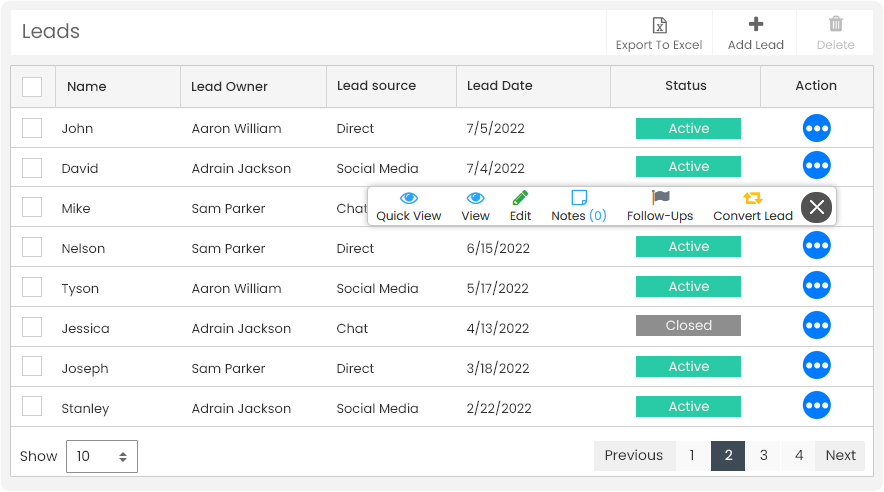 Leads
Export To Excel Add Lead Delete
Name Lead Owner Lead source Lead Date Status Action
John Aaron William Direct 7/5/2022 Active
David Adrain Jackson Social Media 7/4/2022 Active
Mike Sam Parker Chat
Quick View View Edit Notes (0) Follow-Ups Convert Lead
Nelson Sam Parker Direct 6/15/2022 Active
Tyson Aaron William Social Media 5/17/2022 Active
Jessica Adrain Jackson Chat 4/13/2022 Closed
Joseph Sam Parker Direct 3/18/2022 Active
Stanley Adrain Jackson Social Media 2/22/2022 Active
Show 10 Previous 1 2 3 4 Next